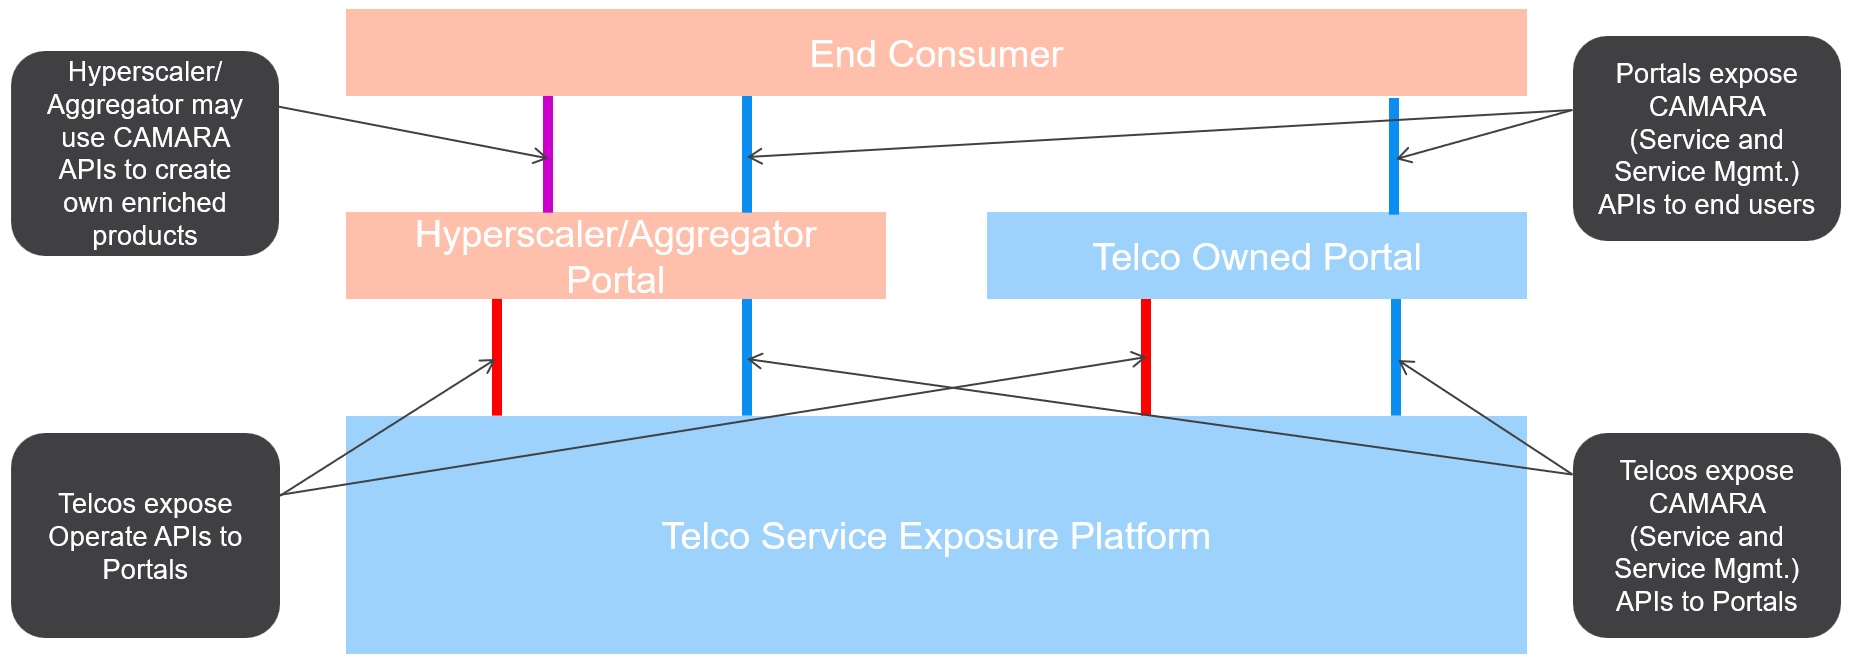 End Consumer
Hyperscaler/
Aggregator may
use CAMARA
APIs to create
own enriched
products
Portals expose
CAMARA
(Service and
Service Mgmt.)
APIs to end users
Hyperscaler/Aggregator
Portal
Telco Owned Portal
Telcos expose
Operate APIs to
Portals
Telco Service Exposure Platform
Telcos expose
CAMARA
(Service and
Service Mgmt.)
APIs to Portals